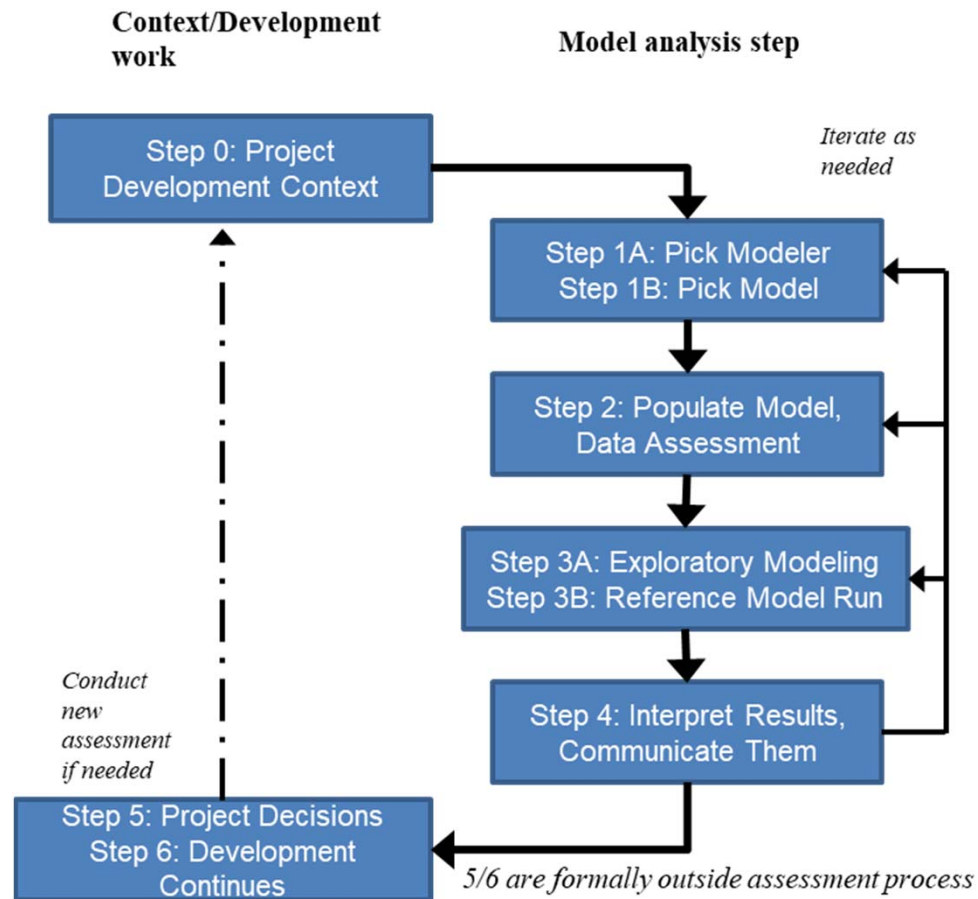 Context/Development
work
Model analysis step
Step 0: Project
Development Context
Iterate as
needed
Step 1A: Pick Modeler
Step 1B: Pick Model
Step 2: Populate Model,
Data Assessment
Step 3A: Exploratory Modeling
Step 3B: Reference Model Run
Step 4: Interpret Results,
Communicate Them
Conduct
new
assessment
if needed
Step 5: Project Decisions
Step 6: Development
Continues
5/6 are formally outside assessment process